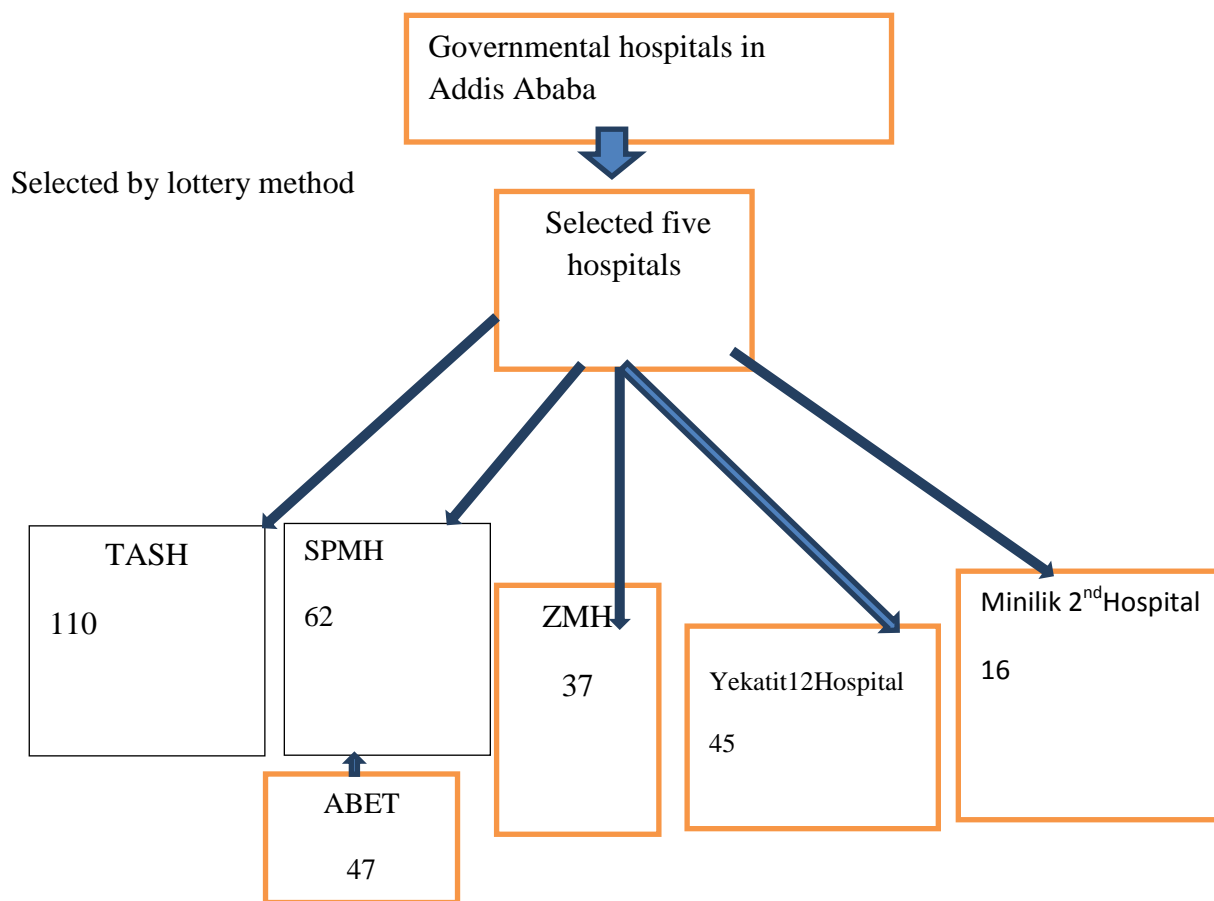 Governmental hospitals in
Addis Ababa
Selected by lottery method
Selected five
hospitals
TASH
110
SPMH
62
ZMH
37
Yekatit12Hospital
45
Minilik 2ndHospital
16
ABET
47